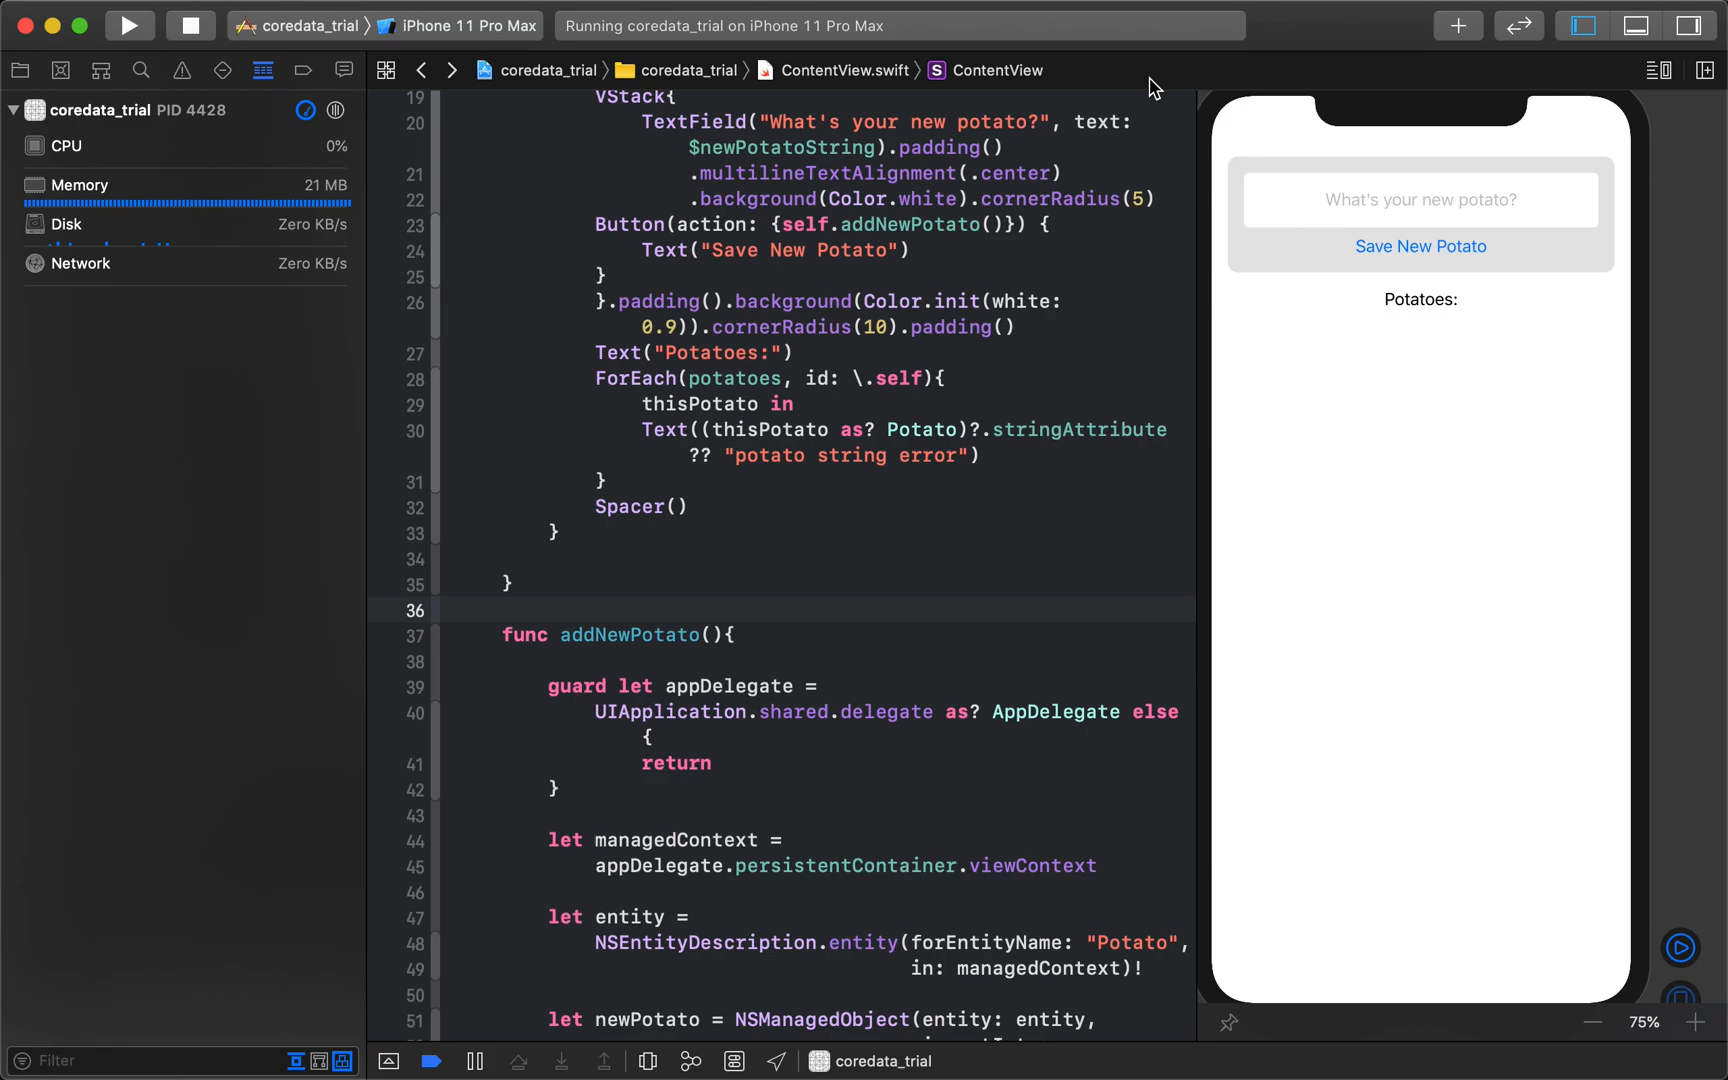 coredata_trial 〉 iPhone 11 Pro Max
Running coredata_trial on iPhone 11 Pro Max
coredata_trial 〉 coredata_trial 〉 ContentView.swift 〉 S ContentView
coredata_trial PID 4428
CPU 0%
Memory 21 MB
Disk Zero KB/s
Network Zero KB/s
19 VStack{
20 TextField("What's your new potato?", text:
$newPotatoString).padding()
21 .multilineTextAlignment(.center)
22 .background(Color.white).cornerRadius(5)
23 Button(action: {self.addNewPotato()}) {
24 Text("Save New Potato")
25 }
26 }.padding().background(Color.init(white:
0.9)).cornerRadius(10).padding()
27 Text("Potatoes:")
28 ForEach(potatoes, id: \.self){
29 thisPotato in
30 Text((thisPotato as? Potato)?.stringAttribute
?? "potato string error")
31 }
32 Spacer()
33 }
34
35 }
36
37 func addNewPotato(){
38
39 guard let appDelegate =
40 UIApplication.shared.delegate as? AppDelegate else
{
41 return
42 }
43
44 let managedContext =
45 appDelegate.persistentContainer.viewContext
46
47 let entity =
48 NSEntityDescription.entity(forEntityName: "Potato",
49 in: managedContext)!
50
51 let newPotato = NSManagedObject(entity: entity,
What's your new potato?
Save New Potato
Potatoes:
75%
Filter
coredata_trial